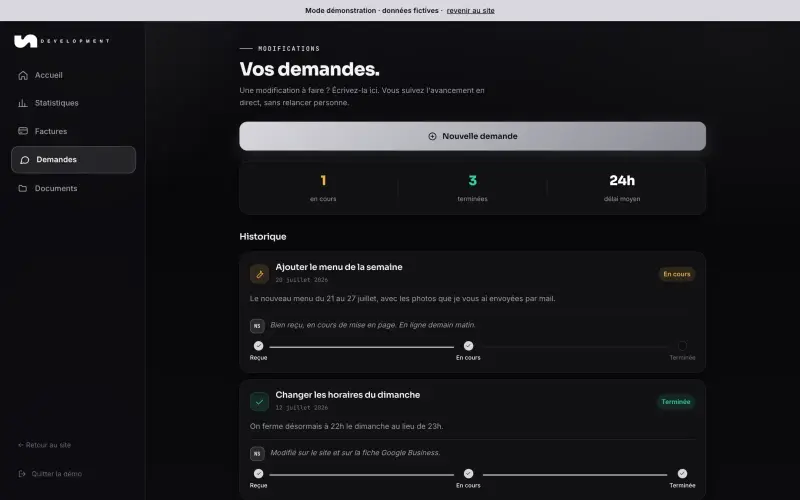 Mode démonstration · données fictives · revenir au site
DEVELOPMENT
Accueil
Statistiques
Factures
Demandes
Documents
← Retour au site
Quitter la démo
MODIFICATIONS
Vos demandes.
Une modification à faire ? Écrivez-la ici. Vous suivez l'avancement en
direct, sans relancer personne.
Nouvelle demande
1
en cours
3
terminées
24h
délai moyen
Historique
Ajouter le menu de la semaine
20 juillet 2026
En cours
Le nouveau menu du 21 au 27 juillet, avec les photos que je vous ai envoyées par mail.
NS
Bien reçu, en cours de mise en page. En ligne demain matin.
Reçue
En cours
Terminée
Changer les horaires du dimanche
12 juillet 2026
Terminée
On ferme désormais à 22h le dimanche au lieu de 23h.
NS
Modifié sur le site et sur la fiche Google Business.
Reçue
En cours
Terminée